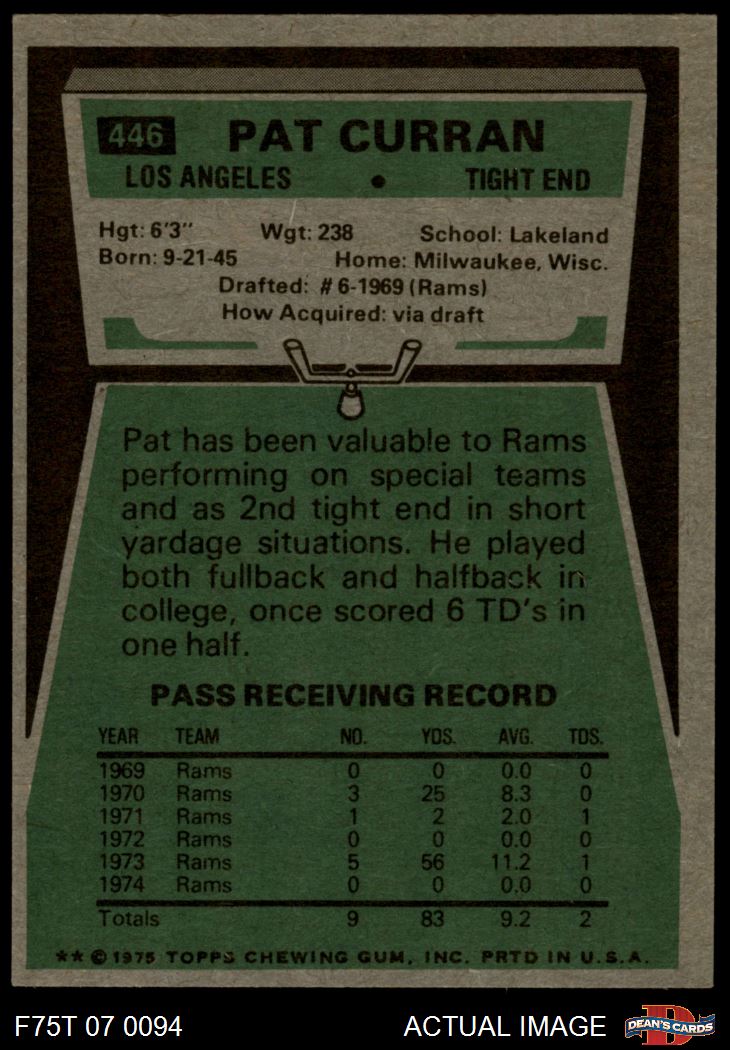 446 PAT CURRAN
LOS ANGELES • TIGHT END
Hgt: 6'3" Wgt: 238 School: Lakeland
Born: 9-21-45 Home: Milwaukee, Wisc.
Drafted: #6-1969 (Rams)
How Acquired: via draft
Pat has been valuable to Rams
performing on special teams
and as 2nd tight end in short
yardage situations. He played
both fullback and halfback in
college, once scored 6 TD's in
one half.
PASS RECEIVING RECORD
YEAR TEAM NO. YDS. AVG. TDS.
1969 Rams 0 0 0.0 0
1970 Rams 3 25 8.3 0
1971 Rams 1 2 2.0 1
1972 Rams 0 0 0.0 0
1973 Rams 5 56 11.2 1
1974 Rams 0 0 0.0 0
Totals 9 83 9.2 2
** © 1975 TOPPS CHEWING GUM, INC. PRTD IN U.S.A.
F75T 07 0094 ACTUAL IMAGE D DEAN'S CARDS